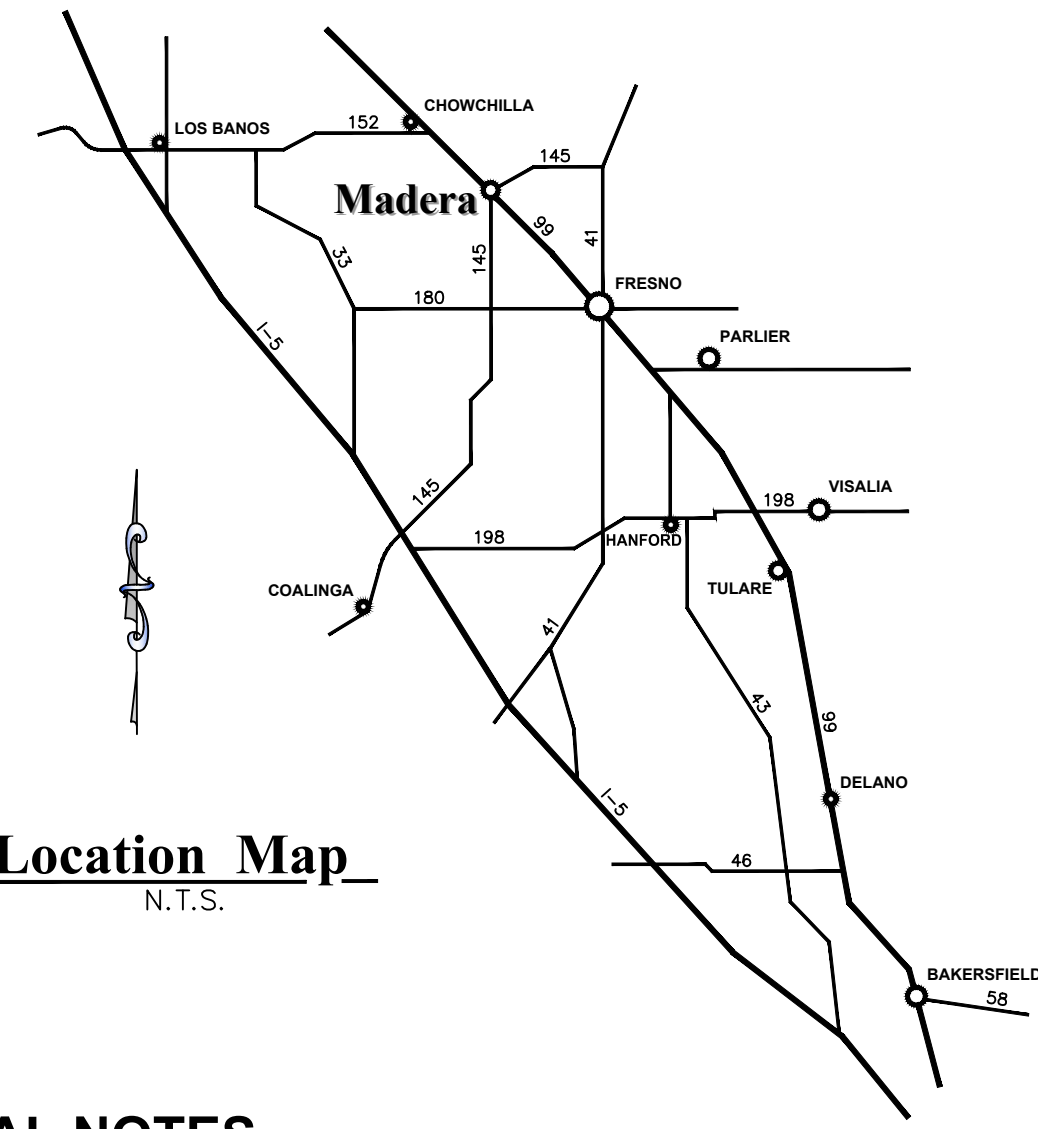 CHOWCHILLA
152
LOS BANOS
145
Madera
99
41
33
145
180
FRESNO
PARLIER
I-5
145
198
VISALIA
198
HANFORD
TULARE
COALINGA
41
43
99
DELANO
I-5
Location Map
N.T.S.
46
BAKERSFIELD
58
AL NOTES